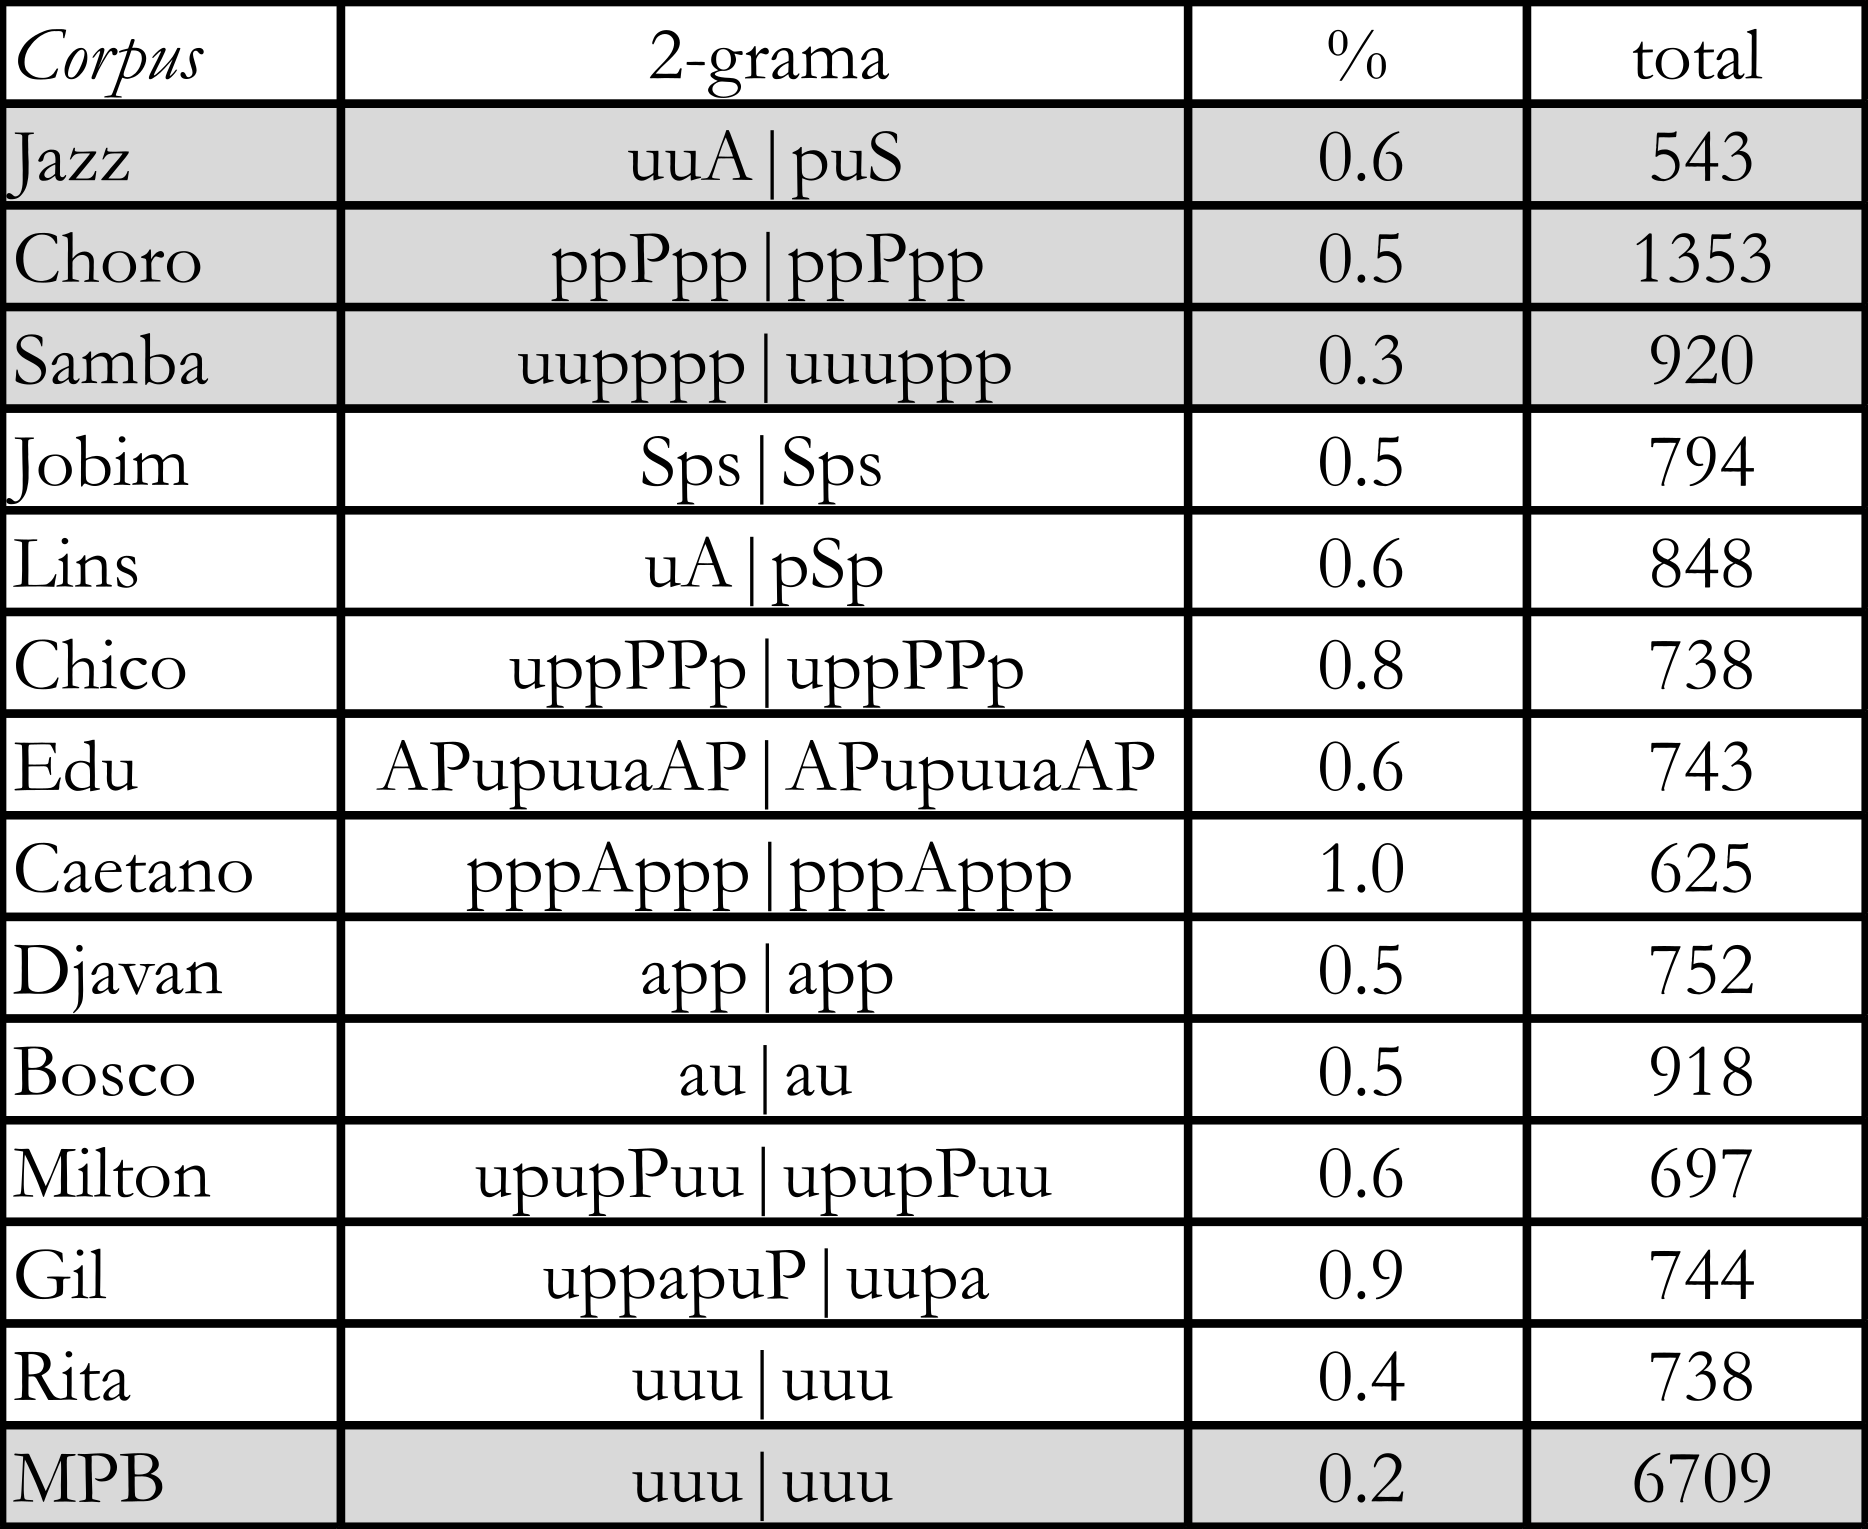 Corpus 2-grama % total
Jazz uuA|puS 0.6 543
Choro ppPpp|ppPpp 0.5 1353
Samba uupppp|uuuppp 0.3 920
Jobim Sps|Sps 0.5 794
Lins uA|pSp 0.6 848
Chico uppPPp|uppPPp 0.8 738
Edu APupuuaAP|APupuuaAP 0.6 743
Caetano pppAppp|pppAppp 1.0 625
Djavan app|app 0.5 752
Bosco au|au 0.5 918
Milton upupPuu|upupPuu 0.6 697
Gil uppapuP|uupa 0.9 744
Rita uuu|uuu 0.4 738
MPB uuu|uuu 0.2 6709